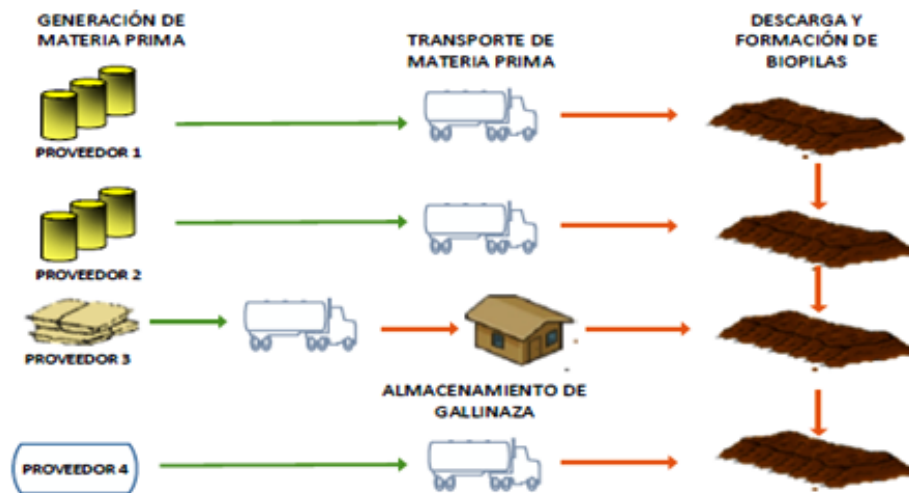 GENERACIÓN DE
MATERIA PRIMA
TRANSPORTE DE
MATERIA PRIMA
DESCARGA Y
FORMACIÓN DE
BIOPILAS
PROVEEDOR 1
PROVEEDOR 2
PROVEEDOR 3
ALMACENAMIENTO DE
GALLINAZA
PROVEEDOR 4